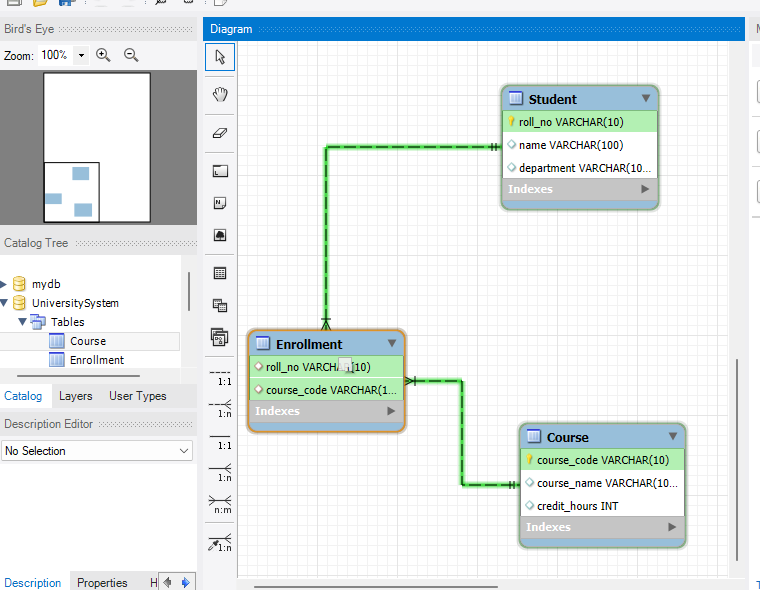 Bird's Eye
Zoom: 100%
Catalog Tree
mydb
UniversitySystem
Tables
Course
Enrollment
Catalog Layers User Types
Description Editor
No Selection
Description Properties H
Diagram
1:1
1:n
1:1
1:n
n:m
1:n
Student
roll_no VARCHAR(10)
name VARCHAR(100)
department VARCHAR(10...
Indexes
Enrollment
roll_no VARCHAR(10)
course_code VARCHAR(1...
Indexes
Course
course_code VARCHAR(10)
course_name VARCHAR(10...
credit_hours INT
Indexes